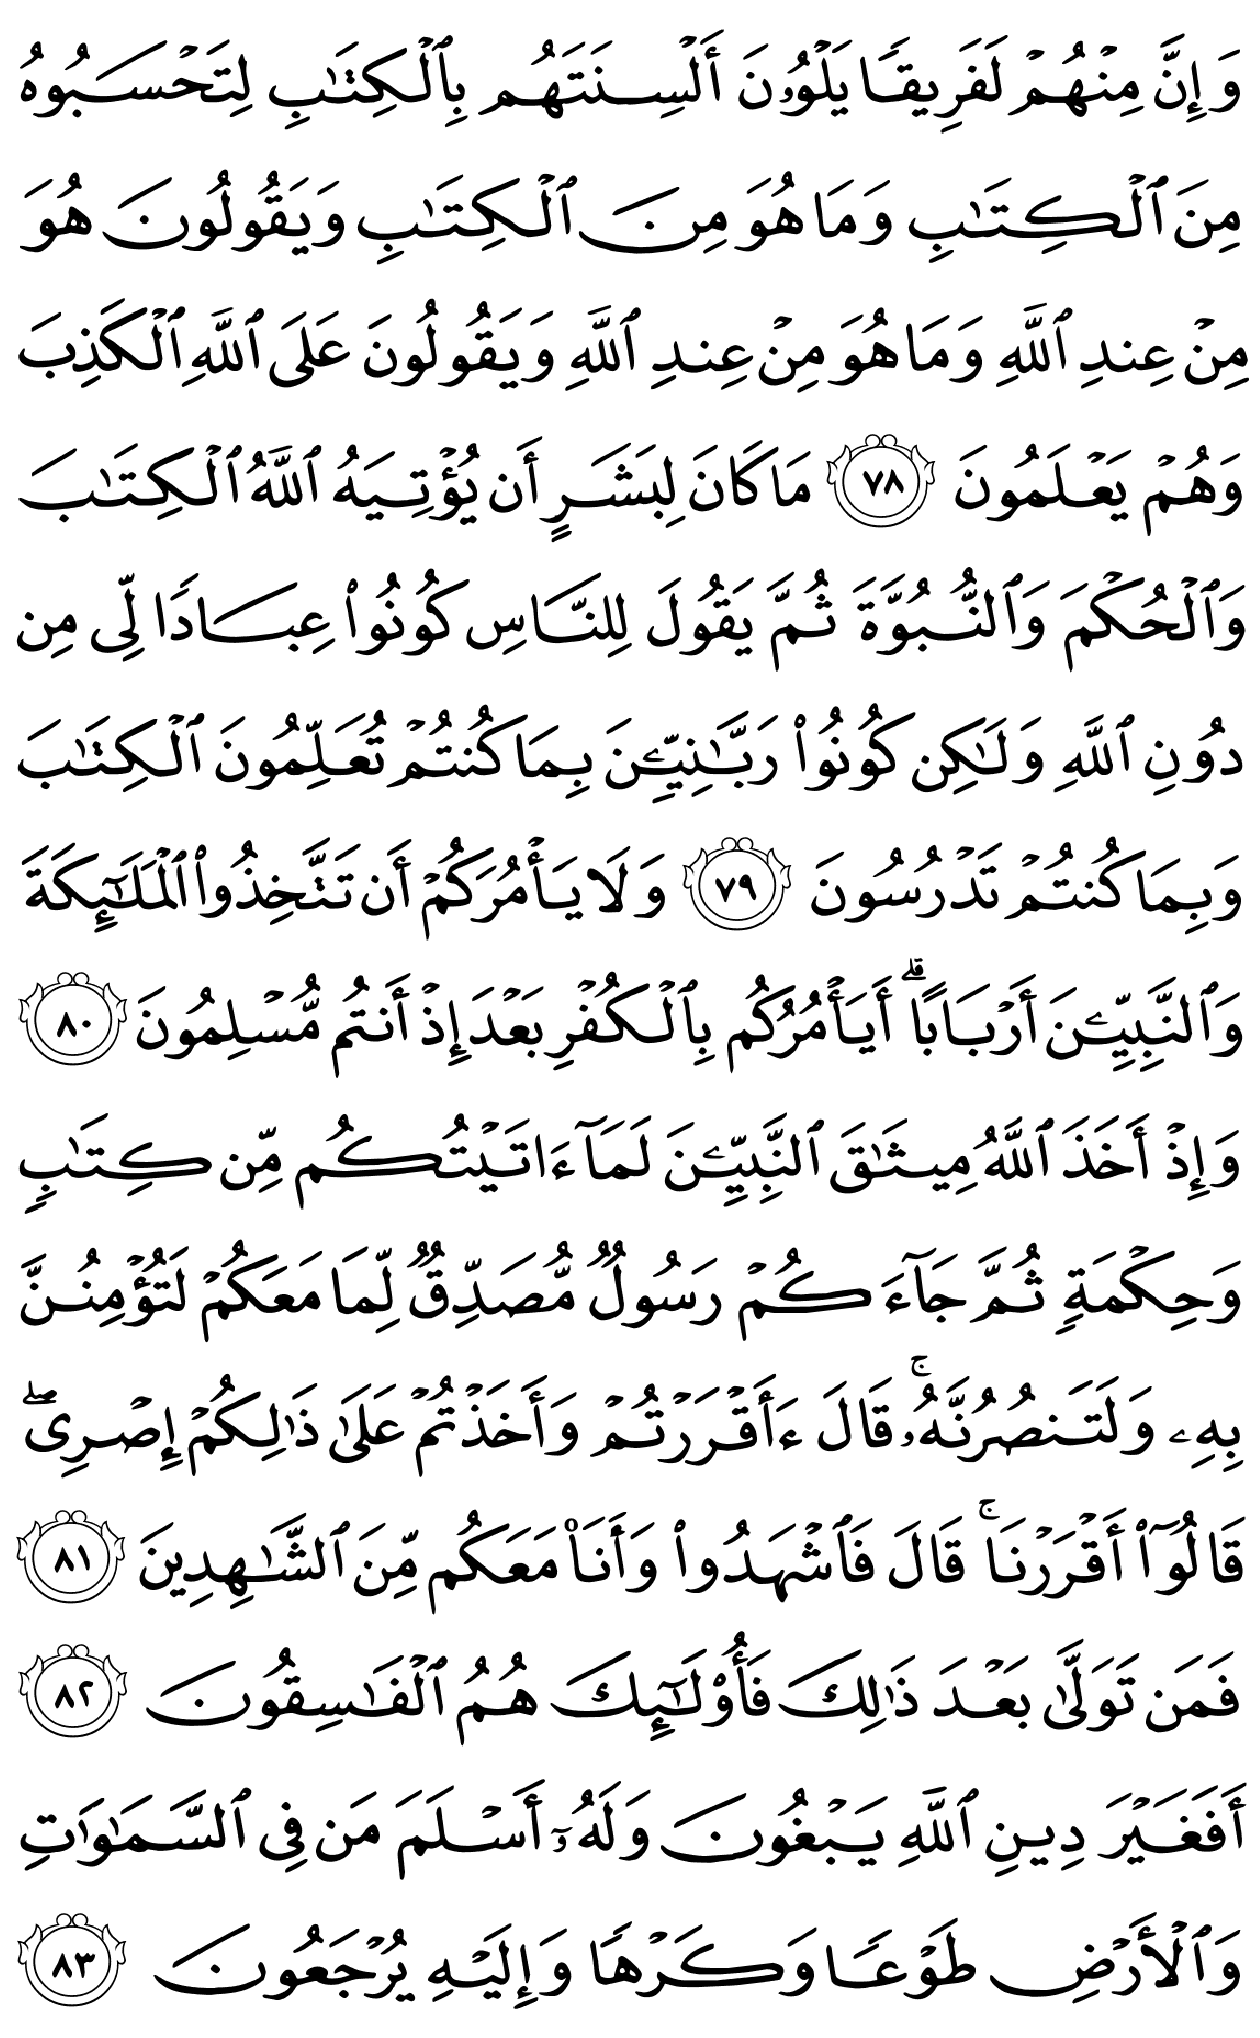 وَإِنَّ مِنۡهُمۡ لَفَرِيقٗا يَلۡوُۥنَ أَلۡسِنَتَهُم بِٱلۡكِتَٰبِ لِتَحۡسَبُوهُ
مِنَ ٱلۡكِتَٰبِ وَمَا هُوَ مِنَ ٱلۡكِتَٰبِ وَيَقُولُونَ هُوَ
مِنۡ عِندِ ٱللَّهِ وَمَا هُوَ مِنۡ عِندِ ٱللَّهِ وَيَقُولُونَ عَلَى ٱللَّهِ ٱلۡكَذِبَ
وَهُمۡ يَعۡلَمُونَ ٧٨ مَا كَانَ لِبَشَرٍ أَن يُؤۡتِيَهُ ٱللَّهُ ٱلۡكِتَٰبَ
وَٱلۡحُكۡمَ وَٱلنُّبُوَّةَ ثُمَّ يَقُولَ لِلنَّاسِ كُونُواْ عِبَادٗا لِّي مِن
دُونِ ٱللَّهِ وَلَٰكِن كُونُواْ رَبَّٰنِيِّـۧنَ بِمَا كُنتُمۡ تُعَلِّمُونَ ٱلۡكِتَٰبَ
وَبِمَا كُنتُمۡ تَدۡرُسُونَ ٧٩ وَلَا يَأۡمُرَكُمۡ أَن تَتَّخِذُواْ ٱلۡمَلَٰٓئِكَةَ
وَٱلنَّبِيِّـۧنَ أَرۡبَابًاۗ أَيَأۡمُرُكُم بِٱلۡكُفۡرِ بَعۡدَ إِذۡ أَنتُم مُّسۡلِمُونَ ٨٠
وَإِذۡ أَخَذَ ٱللَّهُ مِيثَٰقَ ٱلنَّبِيِّـۧنَ لَمَآ ءَاتَيۡتُكُم مِّن كِتَٰبٖ
وَحِكۡمَةٖ ثُمَّ جَآءَكُمۡ رَسُولٞ مُّصَدِّقٞ لِّمَا مَعَكُمۡ لَتُؤۡمِنُنَّ
بِهِۦ وَلَتَنصُرُنَّهُۥۚ قَالَ ءَأَقۡرَرۡتُمۡ وَأَخَذۡتُمۡ عَلَىٰ ذَٰلِكُمۡ إِصۡرِيۖ
قَالُوٓاْ أَقۡرَرۡنَاۚ قَالَ فَٱشۡهَدُواْ وَأَنَا۠ مَعَكُم مِّنَ ٱلشَّٰهِدِينَ ٨١
فَمَن تَوَلَّىٰ بَعۡدَ ذَٰلِكَ فَأُوْلَٰٓئِكَ هُمُ ٱلۡفَٰسِقُونَ ٨٢
أَفَغَيۡرَ دِينِ ٱللَّهِ يَبۡغُونَ وَلَهُۥٓ أَسۡلَمَ مَن فِي ٱلسَّمَٰوَٰتِ
وَٱلۡأَرۡضِ طَوۡعٗا وَكَرۡهٗا وَإِلَيۡهِ يُرۡجَعُونَ ٨٣